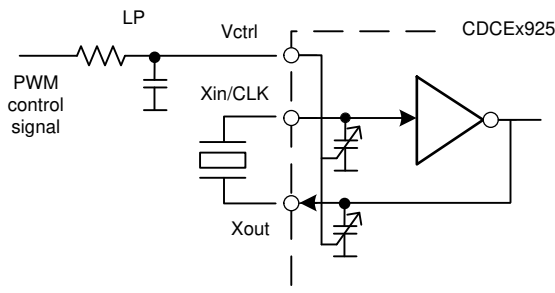 LP
Vctrl
CDCEx925
PWM
control
signal
Xin/CLK
Xout